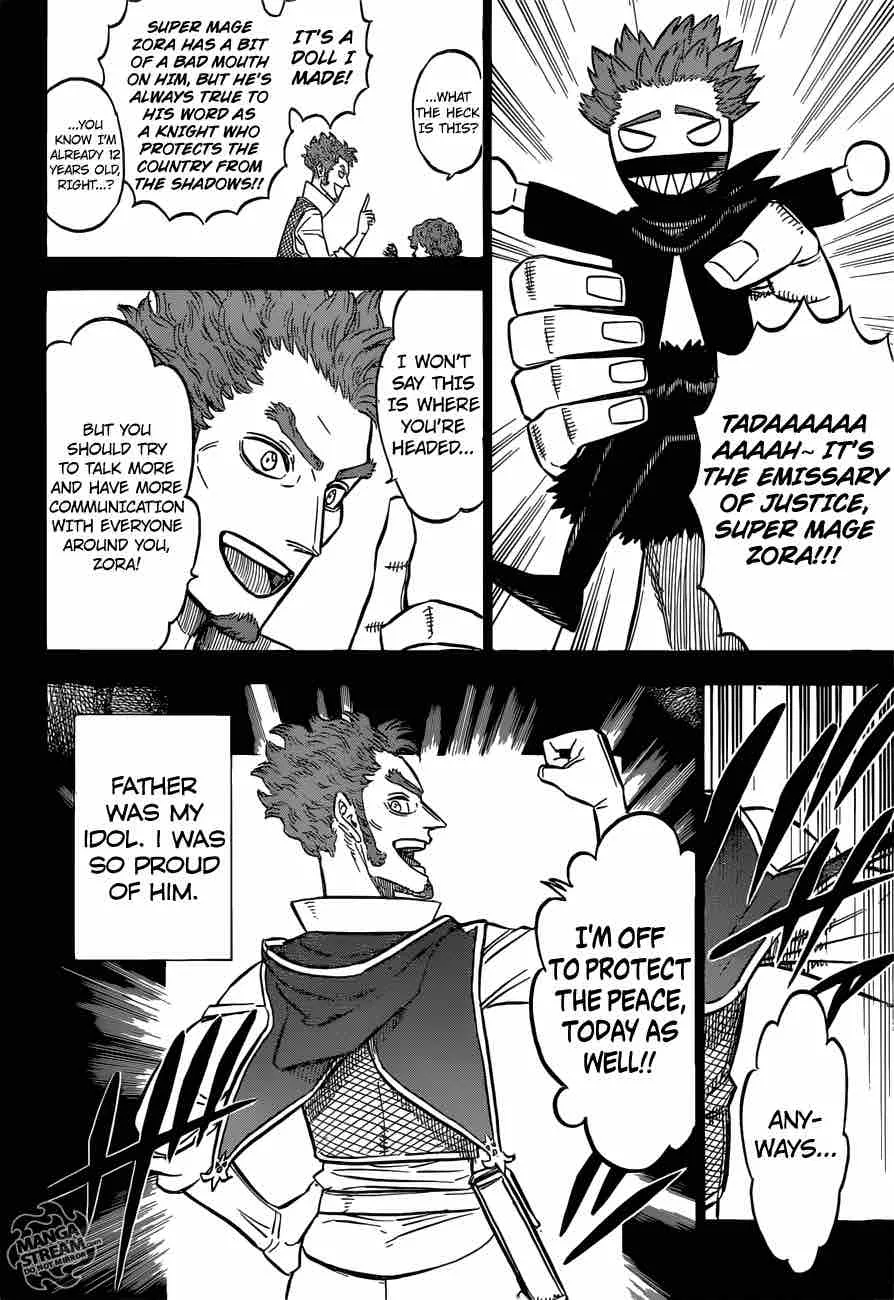 TADAAAAAA
AAAAH~ IT'S
THE EMISSARY
OF JUSTICE,
SUPER MAGE
ZORA!!!
...WHAT
THE HECK
IS THIS?
IT'S A
DOLL I
MADE!
SUPER MAGE
ZORA HAS A BIT
OF A BAD MOUTH
ON HIM, BUT HE'S
ALWAYS TRUE TO
HIS WORD AS
A KNIGHT WHO
PROTECTS THE
COUNTRY FROM
THE SHADOWS!!
...YOU
KNOW I'M
ALREADY 12
YEARS OLD,
RIGHT...?
I WON'T
SAY THIS
IS WHERE
YOU'RE
HEADED...
BUT YOU
SHOULD TRY
TO TALK MORE
AND HAVE MORE
COMMUNICATION
WITH EVERYONE
AROUND YOU,
ZORA!
ANY-
WAYS...
I'M OFF
TO PROTECT
THE PEACE,
TODAY AS
WELL!!
FATHER
WAS MY
IDOL. I WAS
SO PROUD
OF HIM.
MANGA
STREAM.COM
DO NOT MIRROR